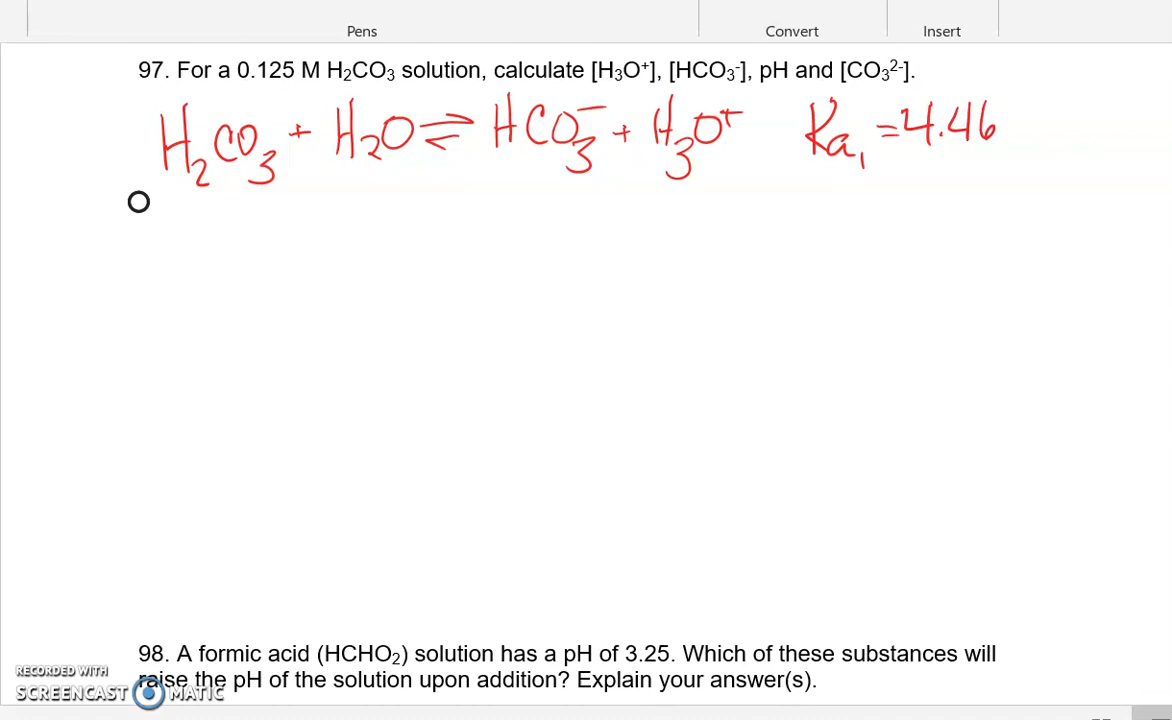 Pens Convert Insert
97. For a 0.125 M H₂CO₃ solution, calculate [H₃O⁺], [HCO₃⁻], pH and [CO₃²⁻].
H₂CO₃ + H₂O ⇌ HCO₃⁻ + H₃O⁺ Ka₁ = 4.46
98. A formic acid (HCHO₂) solution has a pH of 3.25. Which of these substances will
raise the pH of the solution upon addition? Explain your answer(s).
RECORDED WITH
SCREENCAST MATIC